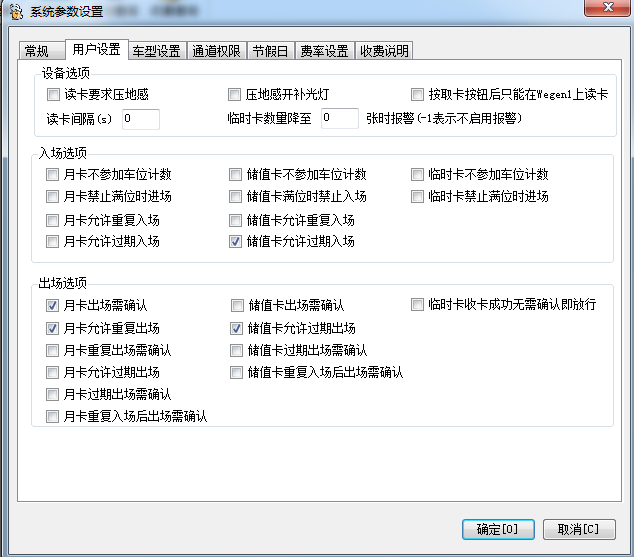 系统参数设置
常规 用户设置 车型设置 通道权限 节假日 费率设置 收费说明
设备选项
读卡要求压地感 压地感开补光灯 按取卡按钮后只能在Wegen1上读卡
读卡间隔(s) 0 临时卡数量降至 0 张时报警(-1表示不启用报警)
入场选项
月卡不参加车位计数 储值卡不参加车位计数 临时卡不参加车位计数
月卡禁止满位时进场 储值卡满位时禁止入场 临时卡禁止满位时进场
月卡允许重复入场 储值卡允许重复入场
月卡允许过期入场 储值卡允许过期入场
出场选项
月卡出场需确认 储值卡出场需确认 临时卡收卡成功无需确认即放行
月卡允许重复出场 储值卡允许过期出场
月卡重复出场需确认 储值卡过期出场需确认
月卡允许过期出场 储值卡重复入场后出场需确认
月卡过期出场需确认
月卡重复入场后出场需确认
确定[O] 取消[C]